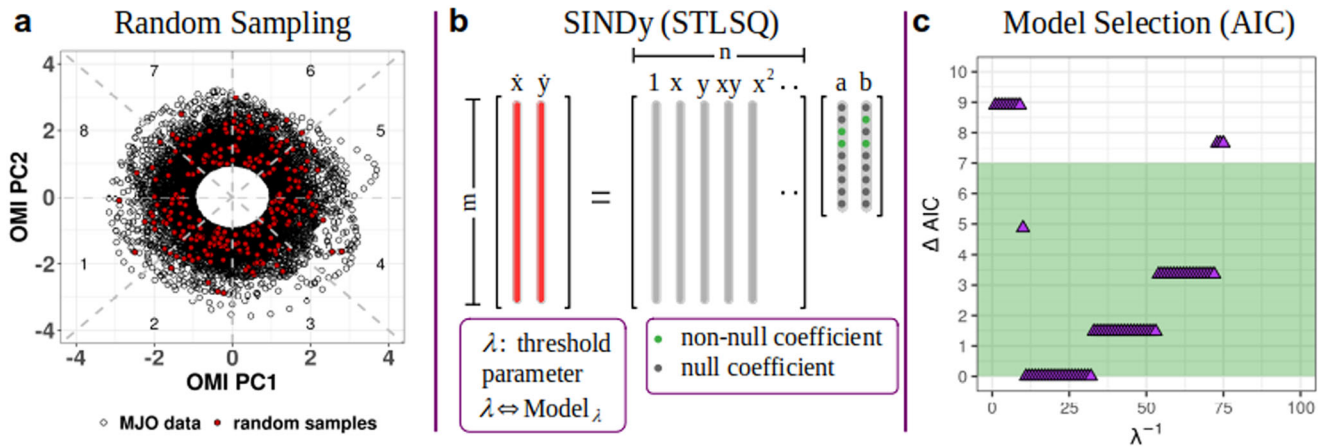 a Random Sampling
4
2
0
-2
-4
OMI PC2
7 6
8 5
1 4
2 3
-4 -2 0 2 4
OMI PC1
MJO data random samples
b SINDy (STLSQ)
n
ẋ ẏ 1 x y xy x² ·· a b
m
= ··
λ: threshold
parameter
λ⇔Model_λ
non-null coefficient
null coefficient
c Model Selection (AIC)
10
9
8
7
6
5
4
3
2
1
0
Δ AIC
0 25 50 75 100
λ⁻¹